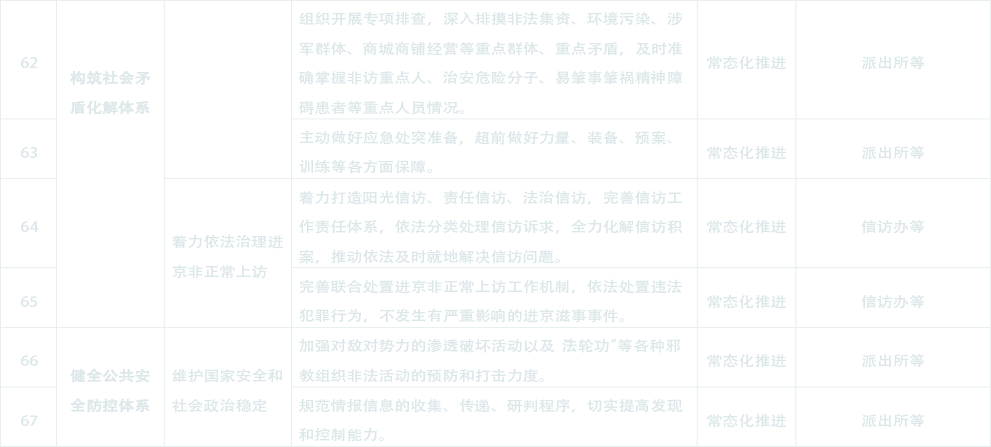 62
构筑社会矛
盾化解体系
组织开展专项排查，深入排摸非法集资、环境污染、涉
军群体、商城商铺经营等重点群体、重点矛盾，及时准
确掌握非访重点人、治安危险分子、易肇事肇祸精神障
碍患者等重点人员情况。
常态化推进
派出所等
63
主动做好应急处突准备，超前做好力量、装备、预案、
训练等各方面保障。
常态化推进
派出所等
64
着力依法治理进
京非正常上访
着力打造阳光信访、责任信访、法治信访，完善信访工
作责任体系，依法分类处理信访诉求，全力化解信访积
案，推动依法及时就地解决信访问题。
常态化推进
信访办等
65
完善联合处置进京非正常上访工作机制，依法处置违法
犯罪行为，不发生有严重影响的进京滋事事件。
常态化推进
信访办等
66
健全公共安
全防控体系
维护国家安全和
社会政治稳定
加强对敌对势力的渗透破坏活动以及 法轮功"等各种邪
教组织非法活动的预防和打击力度。
常态化推进
派出所等
67
规范情报信息的收集、传递、研判程序，切实提高发现
和控制能力。
常态化推进
派出所等